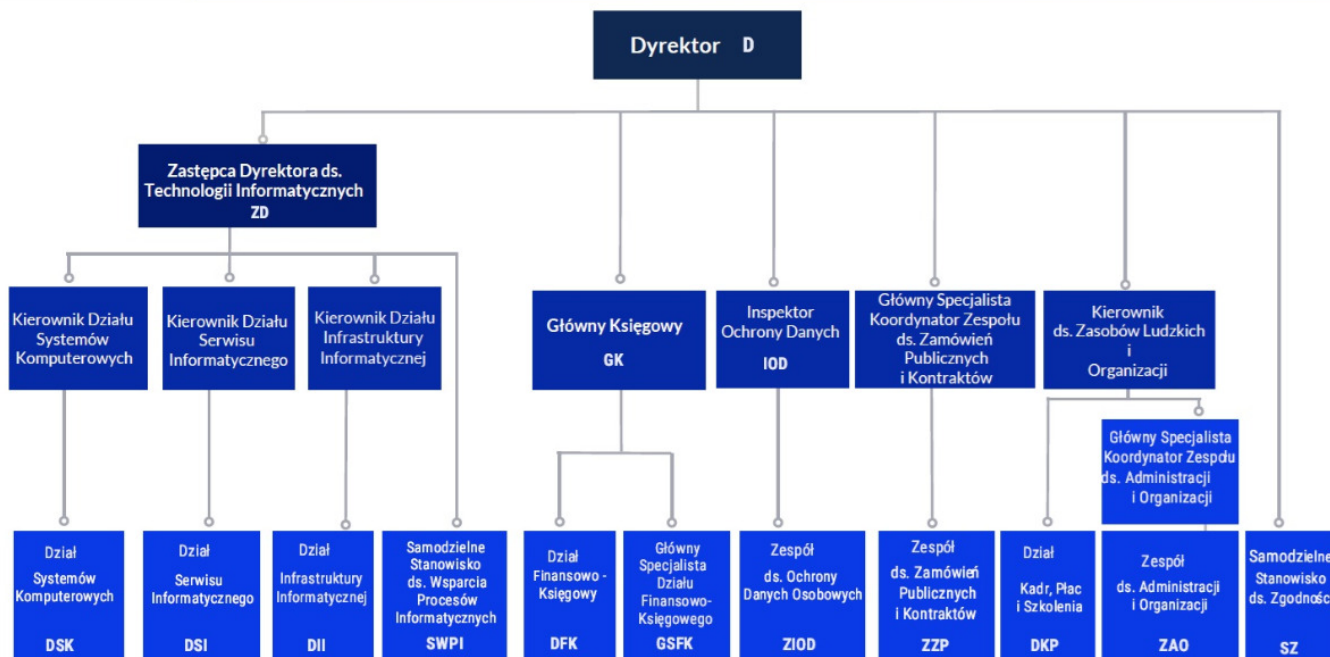 Dyrektor D
Zastępca Dyrektora ds.
Technologii Informatycznych
ZD
Kierownik Działu
Systemów
Komputerowych
Kierownik Działu
Serwisu
Informatycznego
Kierownik Działu
Infrastruktury
Informatycznej
Główny Księgowy
GK
Inspektor
Ochrony Danych
IOD
Główny Specjalista
Koordynator Zespołu
ds. Zamówień
Publicznych
i Kontraktów
Kierownik
ds. Zasobów Ludzkich
i
Organizacji
Główny Specjalista
Koordynator Zespołu
ds. Administracji
i Organizacji
Dział
Systemów
Komputerowych
DSK
Dział
Serwisu
Informatycznego
DSI
Dział
Infrastruktury
Informatycznej
DII
Samodzielne
Stanowisko
ds. Wsparcia
Procesów
Informatycznych
SWPI
Dział
Finansowo -
Księgowy
DFK
Główny
Specjalista
Działu
Finansowo-
Księgowego
GSFK
Zespół
ds. Ochrony
Danych Osobowych
ZIOD
Zespół
ds. Zamówień
Publicznych
i Kontraktów
ZZP
Dział
Kadr, Płac
i Szkolenia
DKP
Zespół
ds. Administracji
i Organizacji
ZAO
Samodzielne
Stanowisko
ds. Zgodności
SZ